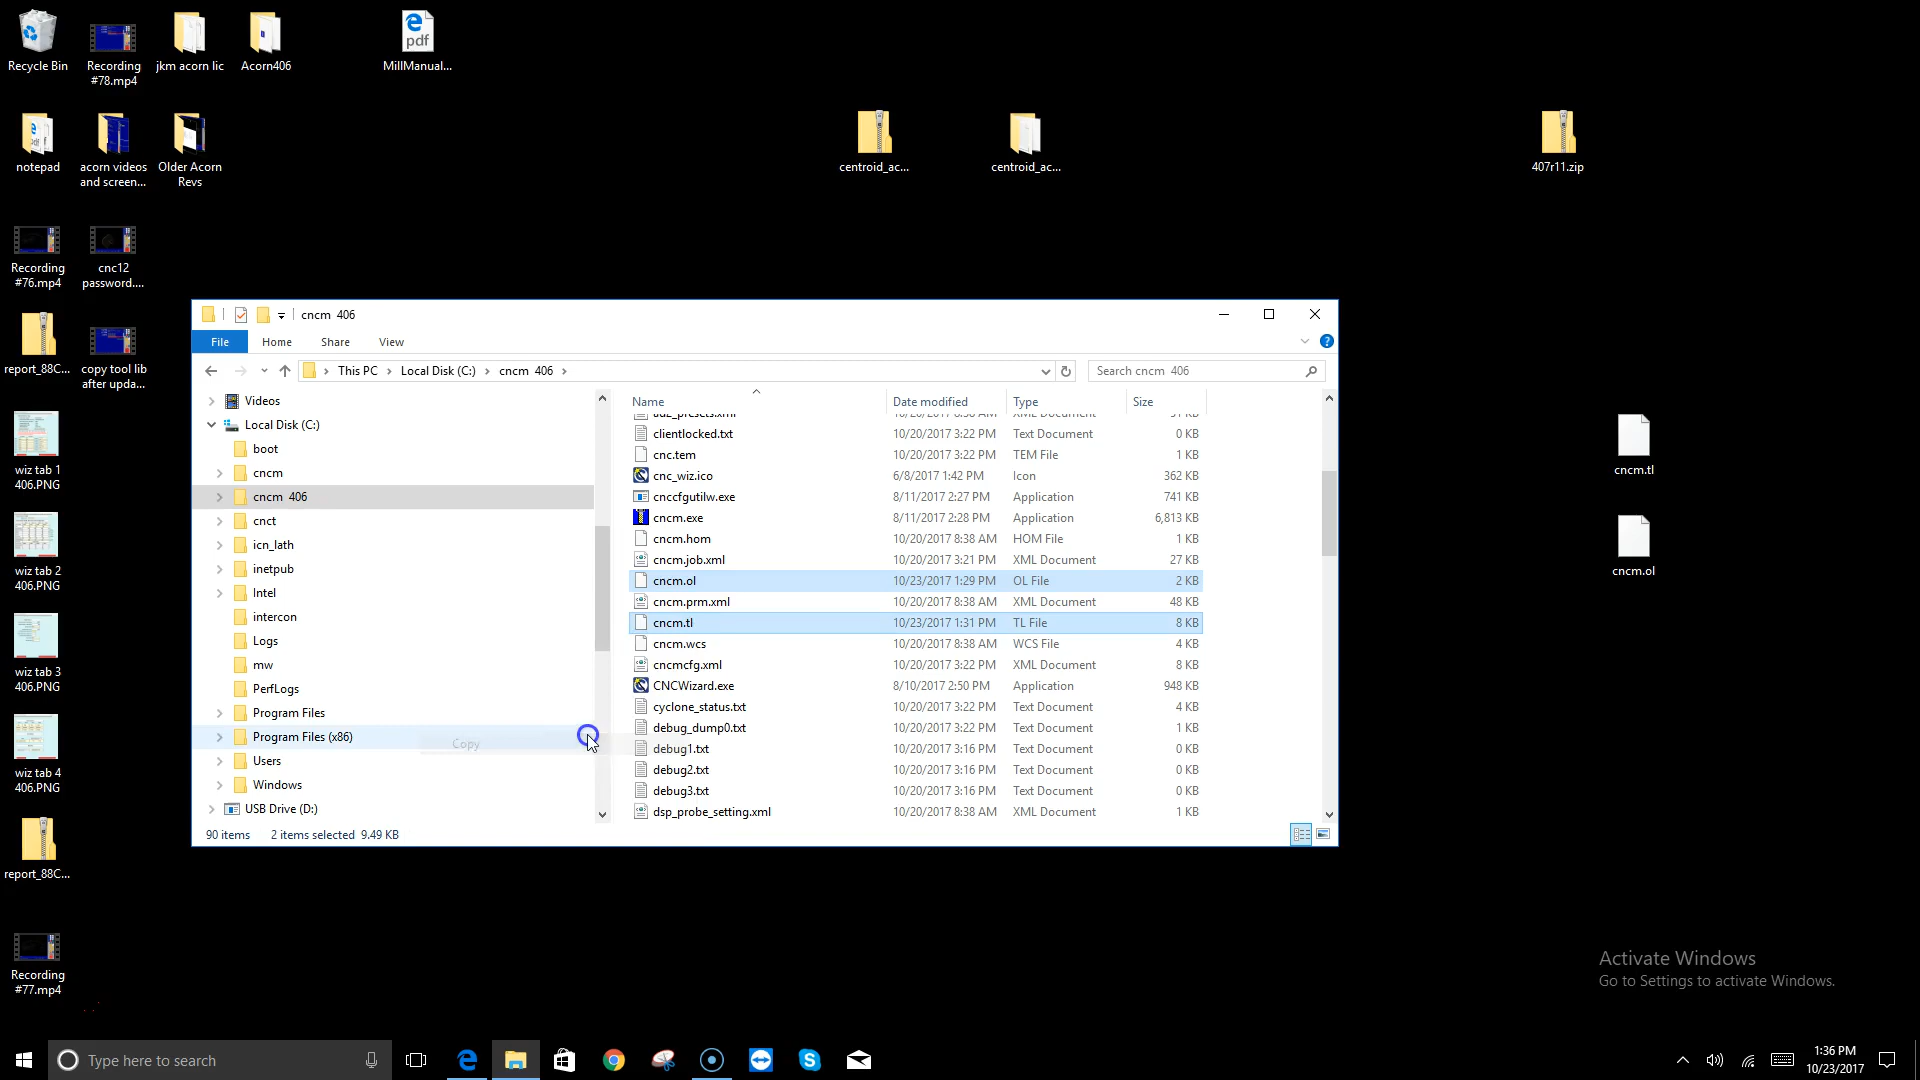 Recycle Bin
Recording
#78.mp4
jkm acorn lic
Acorn406
pdf
MillManual...
notepad
acorn videos
and screen...
Older Acorn
Revs
centroid_ac...
centroid_ac...
407r11.zip
Recording
#76.mp4
cnc12
password....
report_88C...
copy tool lib
after upda...
wiz tab 1
406.PNG
wiz tab 2
406.PNG
wiz tab 3
406.PNG
wiz tab 4
406.PNG
report_88C...
Recording
#77.mp4
cncm.tl
cncm.ol
cncm 406
File Home Share View
This PC Local Disk (C:) cncm 406
Search cncm 406
Videos
Local Disk (C:)
boot
cncm
cncm 406
cnct
icn_lath
inetpub
Intel
intercon
Logs
mw
PerfLogs
Program Files
Program Files (x86)
Copy
Users
Windows
USB Drive (D:)
Name Date modified Type Size
clientlocked.txt 10/20/2017 3:22 PM Text Document 0 KB
cnc.tem 10/20/2017 3:22 PM TEM File 1 KB
cnc_wiz.ico 6/8/2017 1:42 PM Icon 362 KB
cnccfgutilw.exe 8/11/2017 2:27 PM Application 741 KB
cncm.exe 8/11/2017 2:28 PM Application 6,813 KB
cncm.hom 10/20/2017 8:38 AM HOM File 1 KB
cncm.job.xml 10/20/2017 3:21 PM XML Document 27 KB
cncm.ol 10/23/2017 1:29 PM OL File 2 KB
cncm.prm.xml 10/20/2017 8:38 AM XML Document 48 KB
cncm.tl 10/23/2017 1:31 PM TL File 8 KB
cncm.wcs 10/20/2017 8:38 AM WCS File 4 KB
cncmcfg.xml 10/20/2017 3:22 PM XML Document 8 KB
CNCWizard.exe 8/10/2017 2:50 PM Application 948 KB
cyclone_status.txt 10/20/2017 3:22 PM Text Document 4 KB
debug_dump0.txt 10/20/2017 3:22 PM Text Document 1 KB
debug1.txt 10/20/2017 3:16 PM Text Document 0 KB
debug2.txt 10/20/2017 3:16 PM Text Document 0 KB
debug3.txt 10/20/2017 3:16 PM Text Document 0 KB
dsp_probe_setting.xml 10/20/2017 8:38 AM XML Document 1 KB
90 items 2 items selected 9.49 KB
Activate Windows
Go to Settings to activate Windows.
Type here to search
1:36 PM
10/23/2017